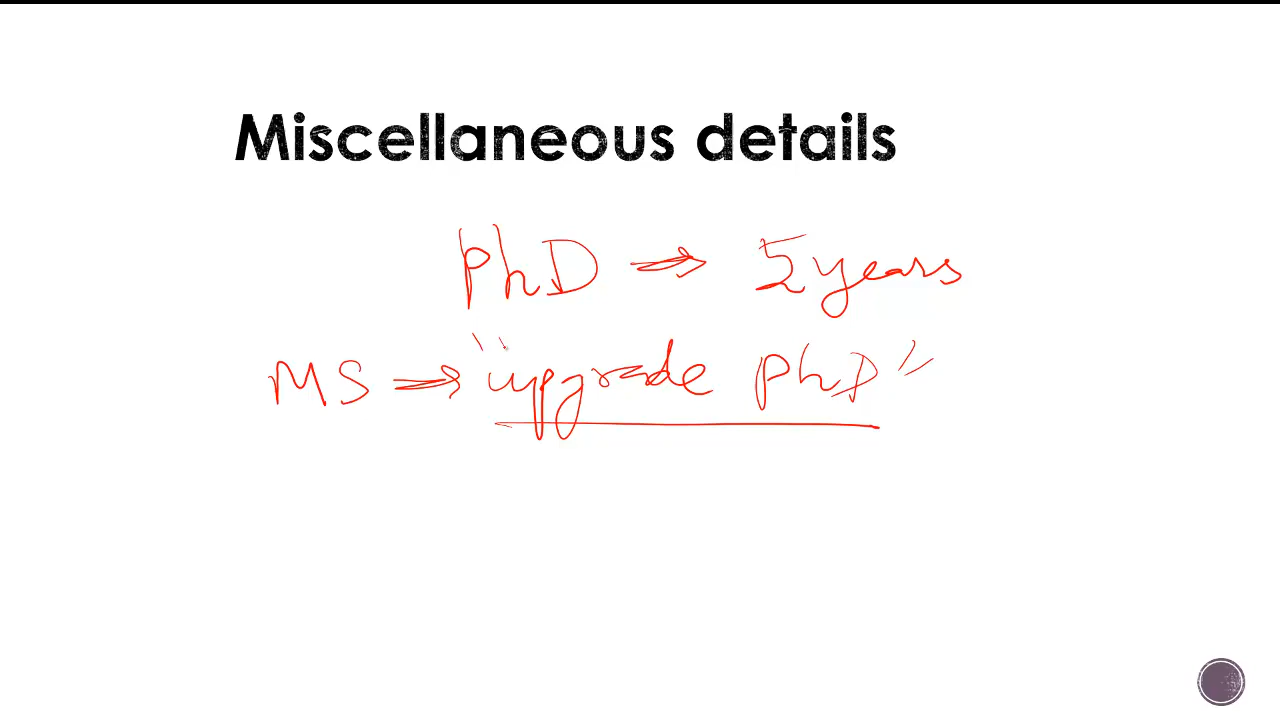 Miscellaneous details
PhD ⇒ 5 years
MS ⇒ "upgrade PhD"